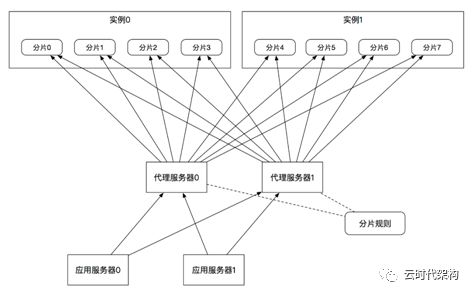 实例0
实例1
分片0
分片1
分片2
分片3
分片4
分片5
分片6
分片7
代理服务器0
代理服务器1
分片规则
应用服务器0
应用服务器1
云时代架构